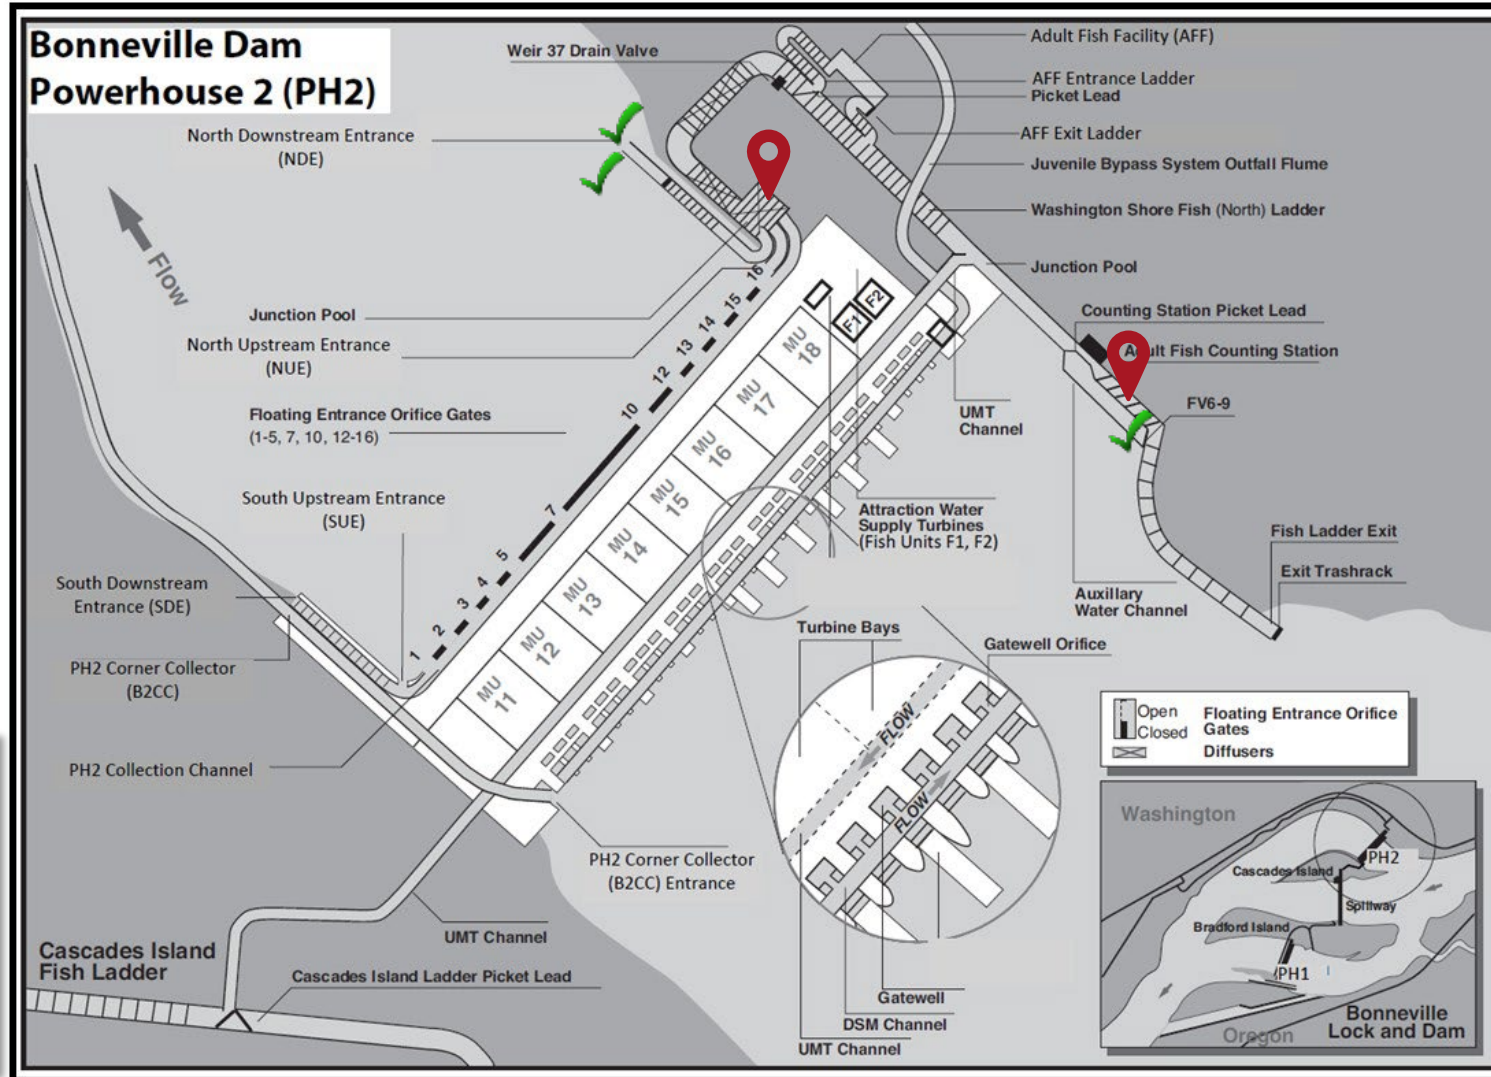 Bonneville Dam
Powerhouse 2 (PH2)
Weir 37 Drain Valve
Adult Fish Facility (AFF)
AFF Entrance Ladder
Picket Lead
AFF Exit Ladder
Juvenile Bypass System Outfall Flume
Washington Shore Fish (North) Ladder
Junction Pool
Counting Station Picket Lead
Adult Fish Counting Station
FV6-9
North Downstream Entrance
(NDE)
Flow
Junction Pool
North Upstream Entrance
(NUE)
Floating Entrance Orifice Gates
(1-5, 7, 10, 12-16)
South Upstream Entrance
(SUE)
South Downstream
Entrance (SDE)
PH2 Corner Collector
(B2CC)
PH2 Collection Channel
1
2
3
4
5
7
10
12
13
14
15
16
MU
11
MU
12
MU
13
MU
14
MU
15
MU
16
MU
17
MU
18
F1
F2
UMT
Channel
Attraction Water
Supply Turbines
(Fish Units F1, F2)
Auxillary
Water Channel
Fish Ladder Exit
Exit Trashrack
Turbine Bays
Gatewell Orifice
FLOW
FLOW
Gatewell
DSM Channel
UMT Channel
PH2 Corner Collector
(B2CC) Entrance
UMT Channel
Cascades Island
Fish Ladder
Cascades Island Ladder Picket Lead
Open
Closed
Floating Entrance Orifice
Gates
Diffusers
Washington
PH2
Cascades Island
Spillway
Bradford Island
PH1
Oregon
Bonneville
Lock and Dam